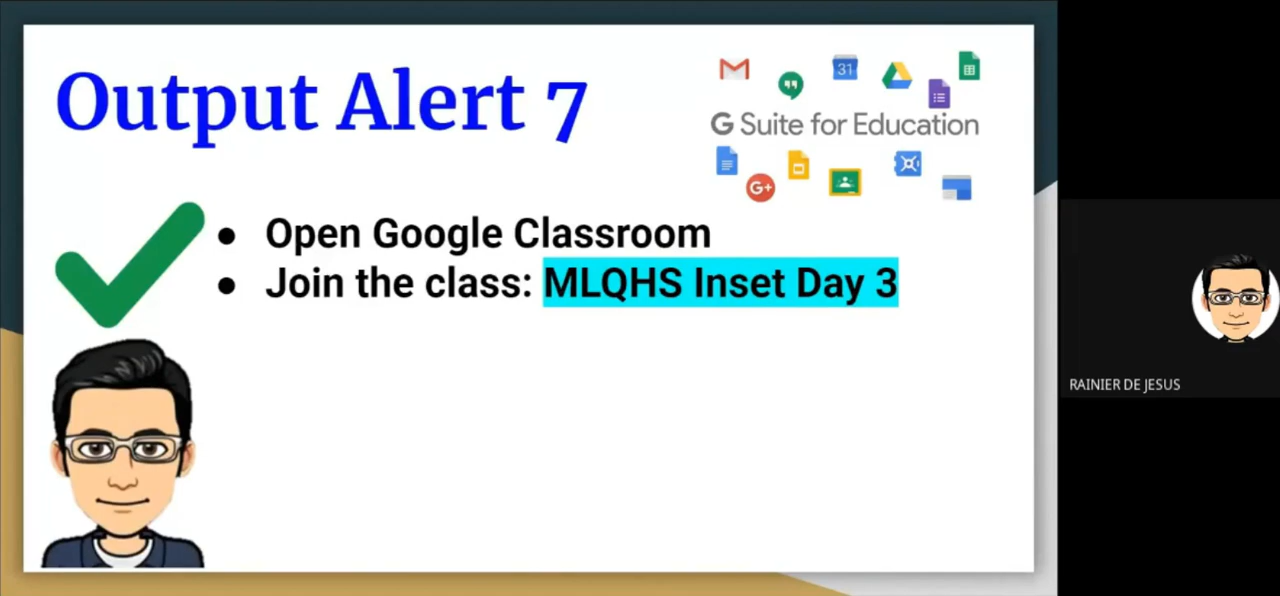 Output Alert 7
31
G Suite for Education
G+
Open Google Classroom
Join the class: MLQHS Inset Day 3
RAINIER DE JESUS